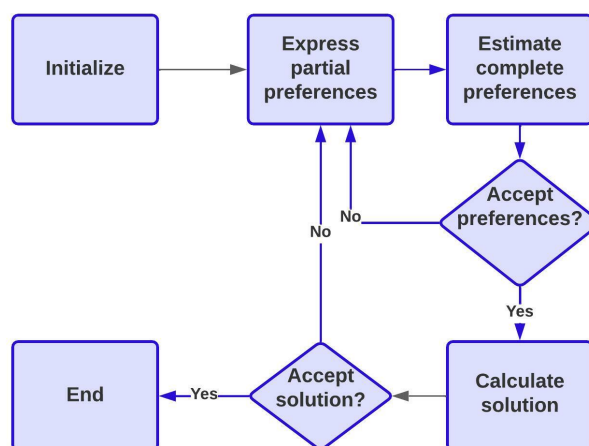 Initialize
Express
partial
preferences
Estimate
complete
preferences
Accept
preferences?
No
No
Yes
End
Yes
Accept
solution?
Calculate
solution